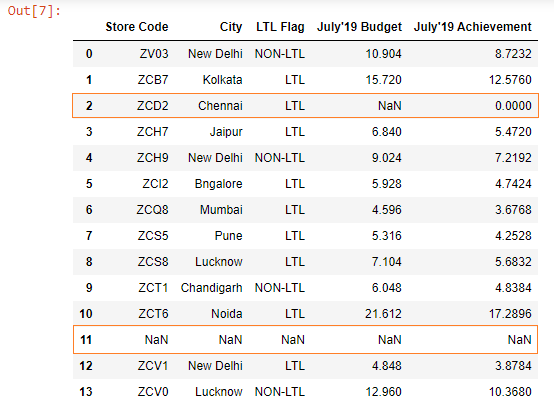 Out[7]:
Store Code City LTL Flag July'19 Budget July'19 Achievement
0 ZV03 New Delhi NON-LTL 10.904 8.7232
1 ZCB7 Kolkata LTL 15.720 12.5760
2 ZCD2 Chennai LTL NaN 0.0000
3 ZCH7 Jaipur LTL 6.840 5.4720
4 ZCH9 New Delhi NON-LTL 9.024 7.2192
5 ZCI2 Bngalore LTL 5.928 4.7424
6 ZCQ8 Mumbai LTL 4.596 3.6768
7 ZCS5 Pune LTL 5.316 4.2528
8 ZCS8 Lucknow LTL 7.104 5.6832
9 ZCT1 Chandigarh NON-LTL 6.048 4.8384
10 ZCT6 Noida LTL 21.612 17.2896
11 NaN NaN NaN NaN NaN
12 ZCV1 New Delhi LTL 4.848 3.8784
13 ZCV0 Lucknow NON-LTL 12.960 10.3680